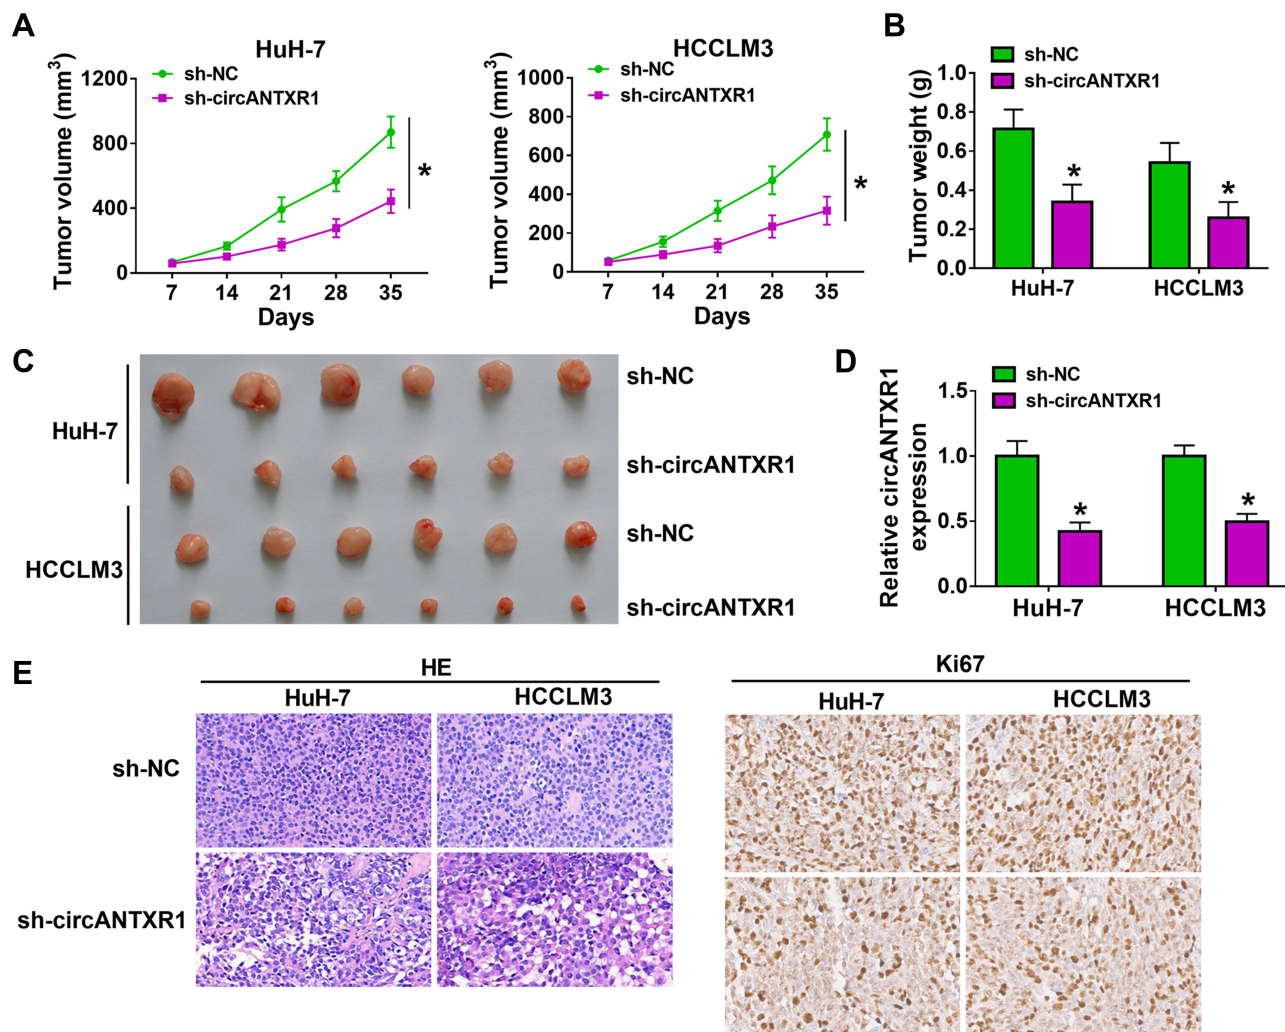 A
HuH-7
Tumor volume (mm3)
1200
800
400
0
sh-NC
sh-circANTXR1
*
7 14 21 28 35
Days
HCCLM3
Tumor volume (mm3)
1000
800
600
400
200
0
sh-NC
sh-circANTXR1
*
7 14 21 28 35
Days
B
sh-NC
sh-circANTXR1
Tumor weight (g)
1.0
0.8
0.6
0.4
0.2
0.0
*
*
HuH-7 HCCLM3
C
HuH-7
sh-NC
sh-circANTXR1
HCCLM3
sh-NC
sh-circANTXR1
D
sh-NC
sh-circANTXR1
Relative circANTXR1
expression
1.5
1.0
0.5
0.0
*
*
HuH-7 HCCLM3
E
HE
HuH-7 HCCLM3
sh-NC
sh-circANTXR1
Ki67
HuH-7 HCCLM3